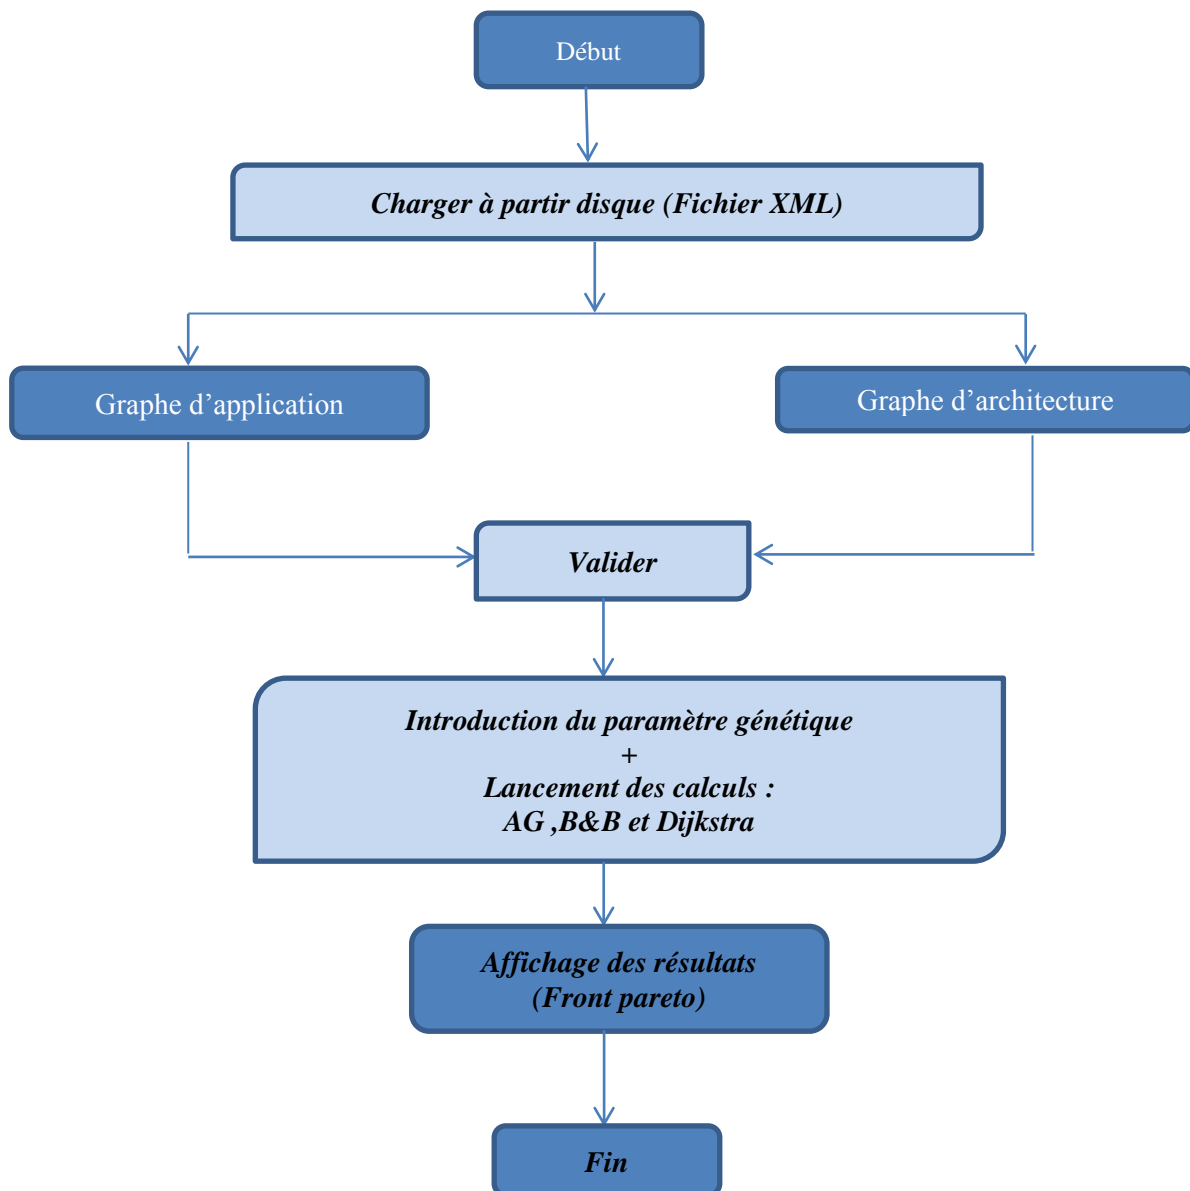 Début
Charger à partir disque (Fichier XML)
Graphe d’application
Graphe d’architecture
Valider
Introduction du paramètre génétique
+
Lancement des calculs :
AG ,B&B et Dijkstra
Affichage des résultats
(Front pareto)
Fin